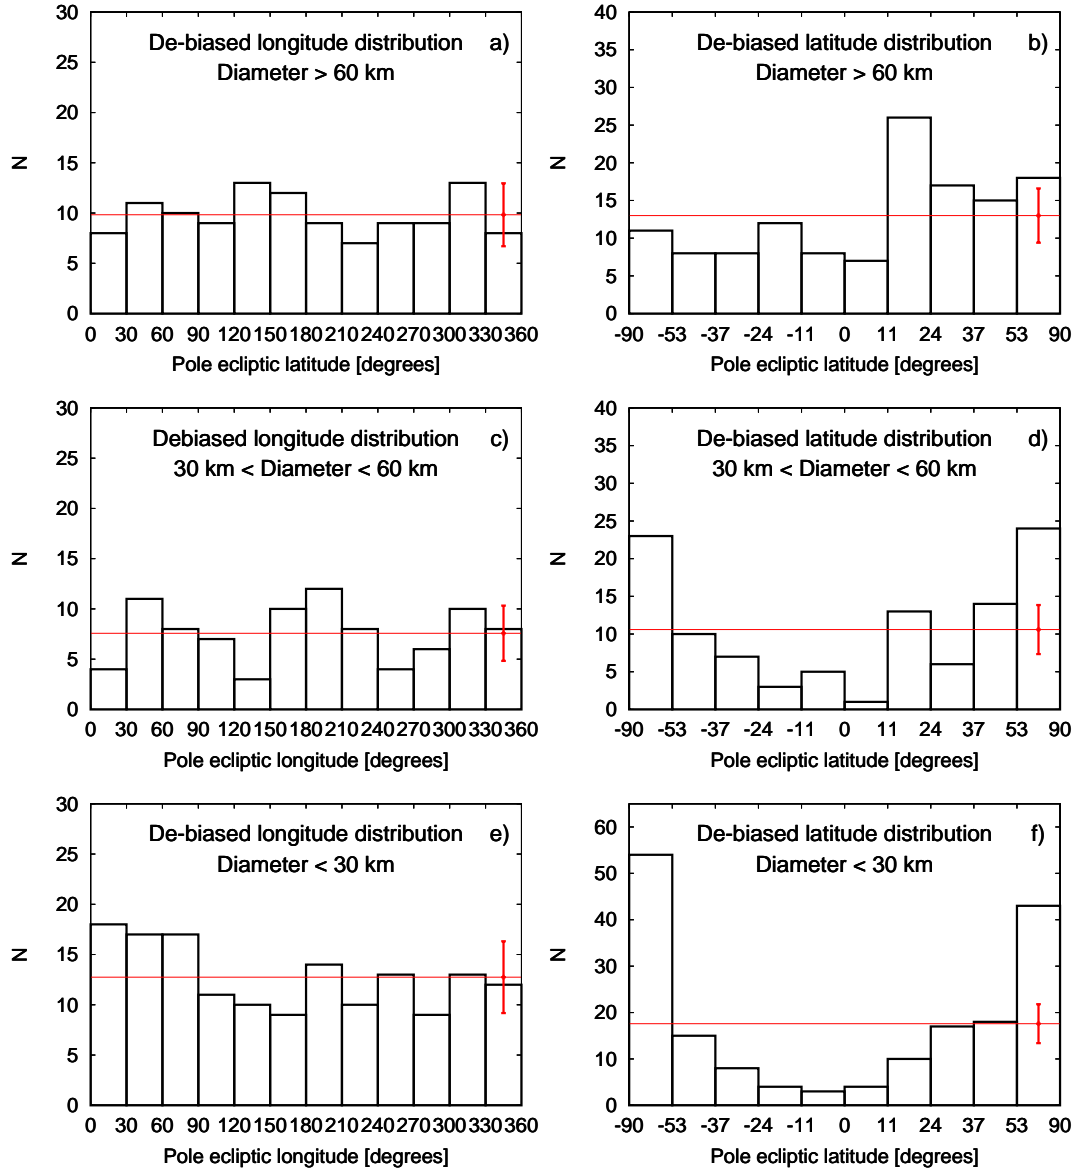 De-biased longitude distribution a)
Diameter > 60 km
30
25
20
15
10
5
0
N
0 30 60 90 120 150 180 210 240 270 300 330 360
Pole ecliptic latitude [degrees]
De-biased latitude distribution b)
Diameter > 60 km
40
35
30
25
20
15
10
5
0
N
-90 -53 -37 -24 -11 0 11 24 37 53 90
Pole ecliptic latitude [degrees]
Debiased longitude distribution c)
30 km < Diameter < 60 km
30
25
20
15
10
5
0
N
0 30 60 90 120 150 180 210 240 270 300 330 360
Pole ecliptic longitude [degrees]
De-biased latitude distribution d)
30 km < Diameter < 60 km
40
35
30
25
20
15
10
5
0
N
-90 -53 -37 -24 -11 0 11 24 37 53 90
Pole ecliptic latitude [degrees]
De-biased longitude distribution e)
Diameter < 30 km
30
25
20
15
10
5
0
N
0 30 60 90 120 150 180 210 240 270 300 330 360
Pole ecliptic longitude [degrees]
De-biased latitude distribution f)
Diameter < 30 km
60
50
40
30
20
10
0
N
-90 -53 -37 -24 -11 0 11 24 37 53 90
Pole ecliptic latitude [degrees]